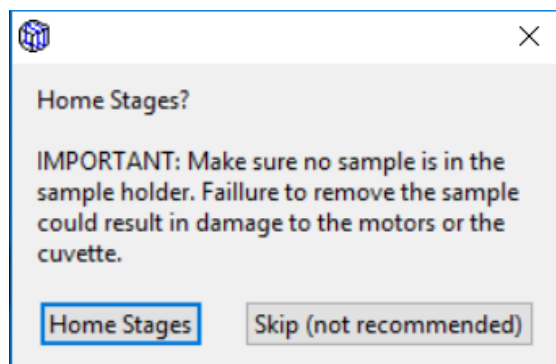 Home Stages?
IMPORTANT: Make sure no sample is in the
sample holder. Faillure to remove the sample
could result in damage to the motors or the
cuvette.
Home Stages
Skip (not recommended)